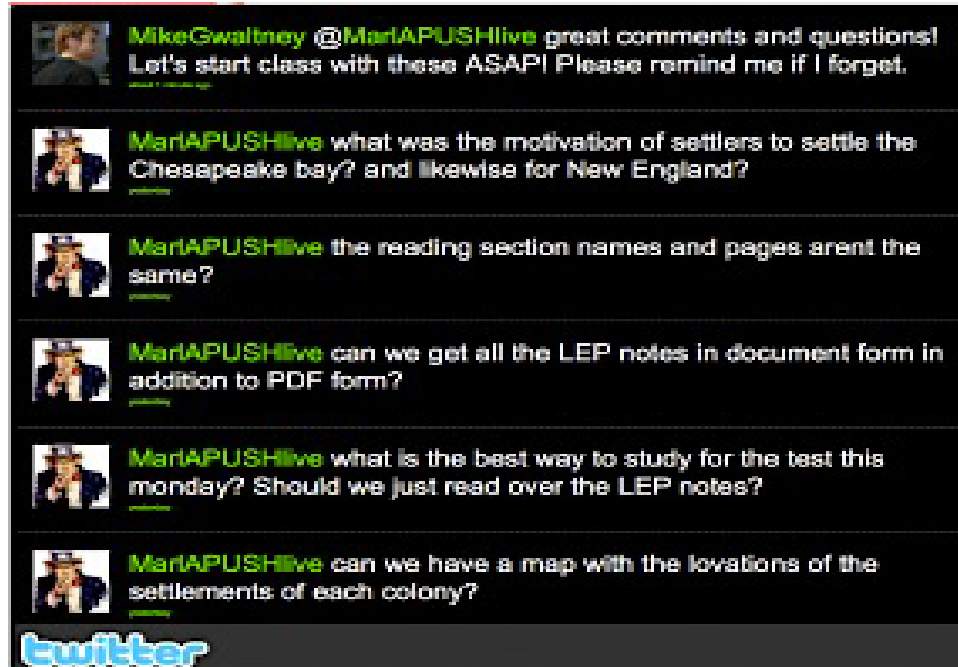 MikeGwaltney @MarlAPUSHlive great comments and questions!
Let's start class with these ASAP! Please remind me if I forget.
MarlAPUSHlive what was the motivation of settlers to settle the
Chesapeake bay? and likewise for New England?
yesterday
MarlAPUSHlive the reading section names and pages arent the
same?
yesterday
MarlAPUSHlive can we get all the LEP notes in document form in
addition to PDF form?
yesterday
MarlAPUSHlive what is the best way to study for the test this
monday? Should we just read over the LEP notes?
yesterday
MarlAPUSHlive can we have a map with the lovations of the
settlements of each colony?
yesterday
twitter